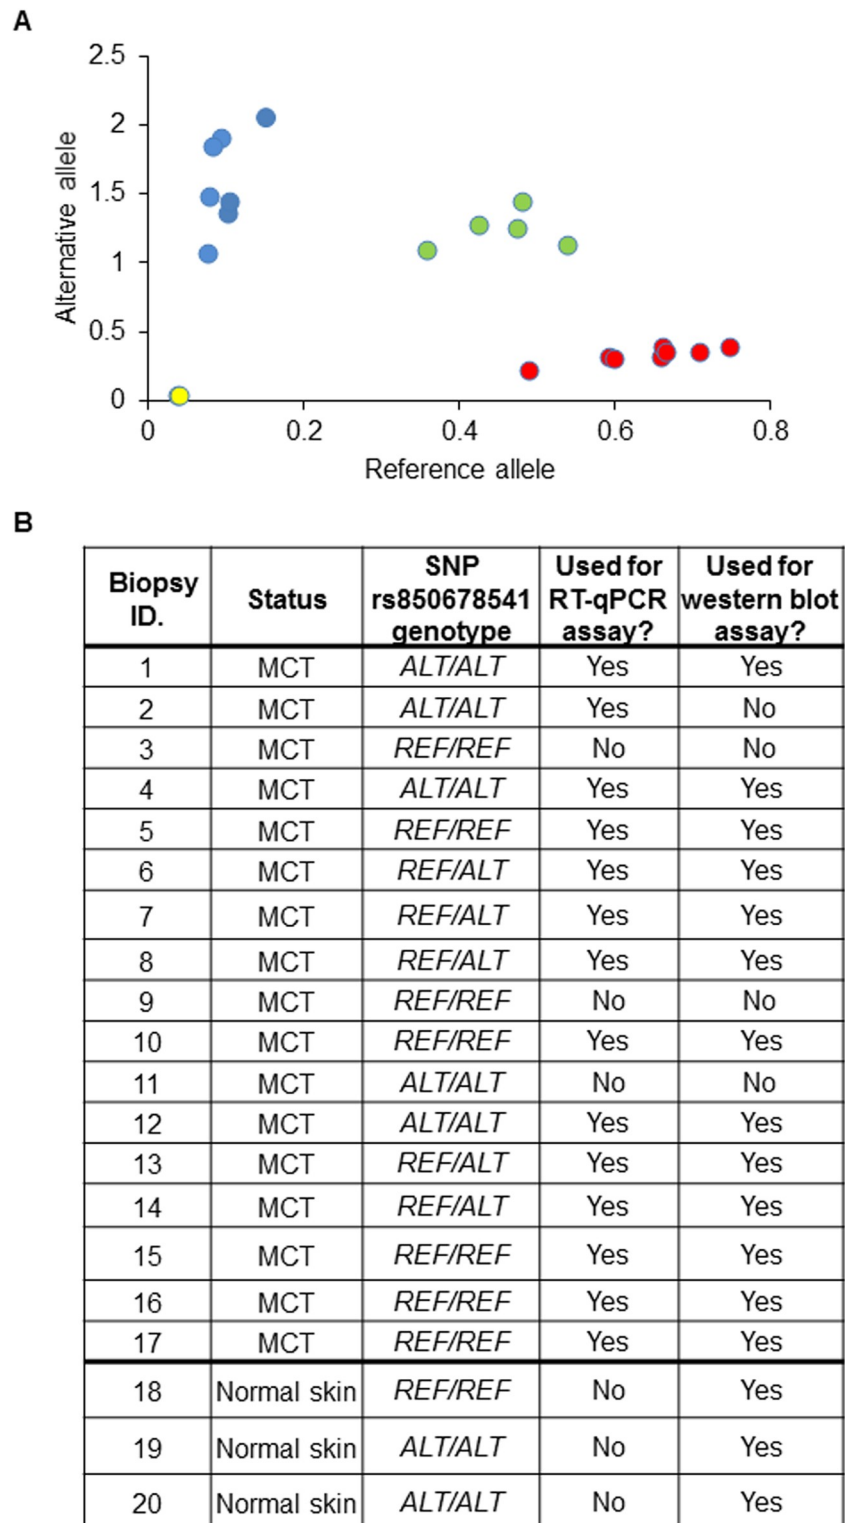 A
2.5
2
1.5
1
0.5
0
Alternative allele
0 0.2 0.4 0.6 0.8
Reference allele
B
Biopsy ID. Status SNP rs850678541 genotype Used for RT-qPCR assay? Used for western blot assay?
1 MCT ALT/ALT Yes Yes
2 MCT ALT/ALT Yes No
3 MCT REF/REF No No
4 MCT ALT/ALT Yes Yes
5 MCT REF/REF Yes Yes
6 MCT REF/ALT Yes Yes
7 MCT REF/ALT Yes Yes
8 MCT REF/ALT Yes Yes
9 MCT REF/REF No No
10 MCT REF/REF Yes Yes
11 MCT ALT/ALT No No
12 MCT ALT/ALT Yes Yes
13 MCT REF/ALT Yes Yes
14 MCT REF/ALT Yes Yes
15 MCT REF/REF Yes Yes
16 MCT REF/REF Yes Yes
17 MCT REF/REF Yes Yes
18 Normal skin REF/REF No Yes
19 Normal skin ALT/ALT No Yes
20 Normal skin ALT/ALT No Yes